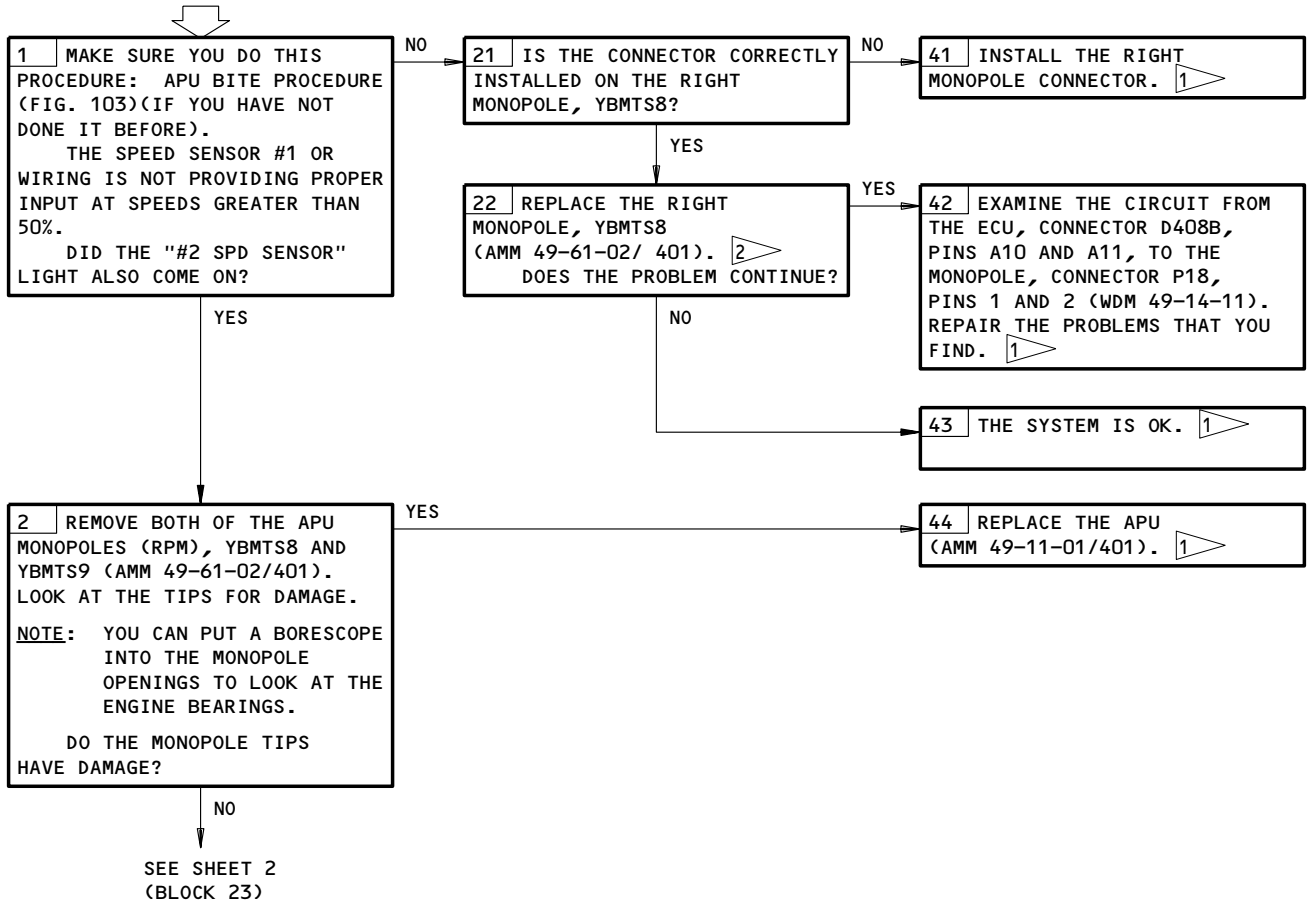 1 MAKE SURE YOU DO THIS
PROCEDURE: APU BITE PROCEDURE
(FIG. 103)(IF YOU HAVE NOT
DONE IT BEFORE).
THE SPEED SENSOR #1 OR
WIRING IS NOT PROVIDING PROPER
INPUT AT SPEEDS GREATER THAN
50%.
DID THE "#2 SPD SENSOR"
LIGHT ALSO COME ON?
NO
21 IS THE CONNECTOR CORRECTLY
INSTALLED ON THE RIGHT
MONOPOLE, YBMTS8?
NO
41 INSTALL THE RIGHT
MONOPOLE CONNECTOR. 1
YES
22 REPLACE THE RIGHT
MONOPOLE, YBMTS8
(AMM 49-61-02/ 401). 2
DOES THE PROBLEM CONTINUE?
YES
42 EXAMINE THE CIRCUIT FROM
THE ECU, CONNECTOR D408B,
PINS A10 AND A11, TO THE
MONOPOLE, CONNECTOR P18,
PINS 1 AND 2 (WDM 49-14-11).
REPAIR THE PROBLEMS THAT YOU
FIND. 1
NO
43 THE SYSTEM IS OK. 1
YES
2 REMOVE BOTH OF THE APU
MONOPOLES (RPM), YBMTS8 AND
YBMTS9 (AMM 49-61-02/401).
LOOK AT THE TIPS FOR DAMAGE.
NOTE: YOU CAN PUT A BORESCOPE
INTO THE MONOPOLE
OPENINGS TO LOOK AT THE
ENGINE BEARINGS.
DO THE MONOPOLE TIPS
HAVE DAMAGE?
YES
44 REPLACE THE APU
(AMM 49-11-01/401). 1
NO
SEE SHEET 2
(BLOCK 23)